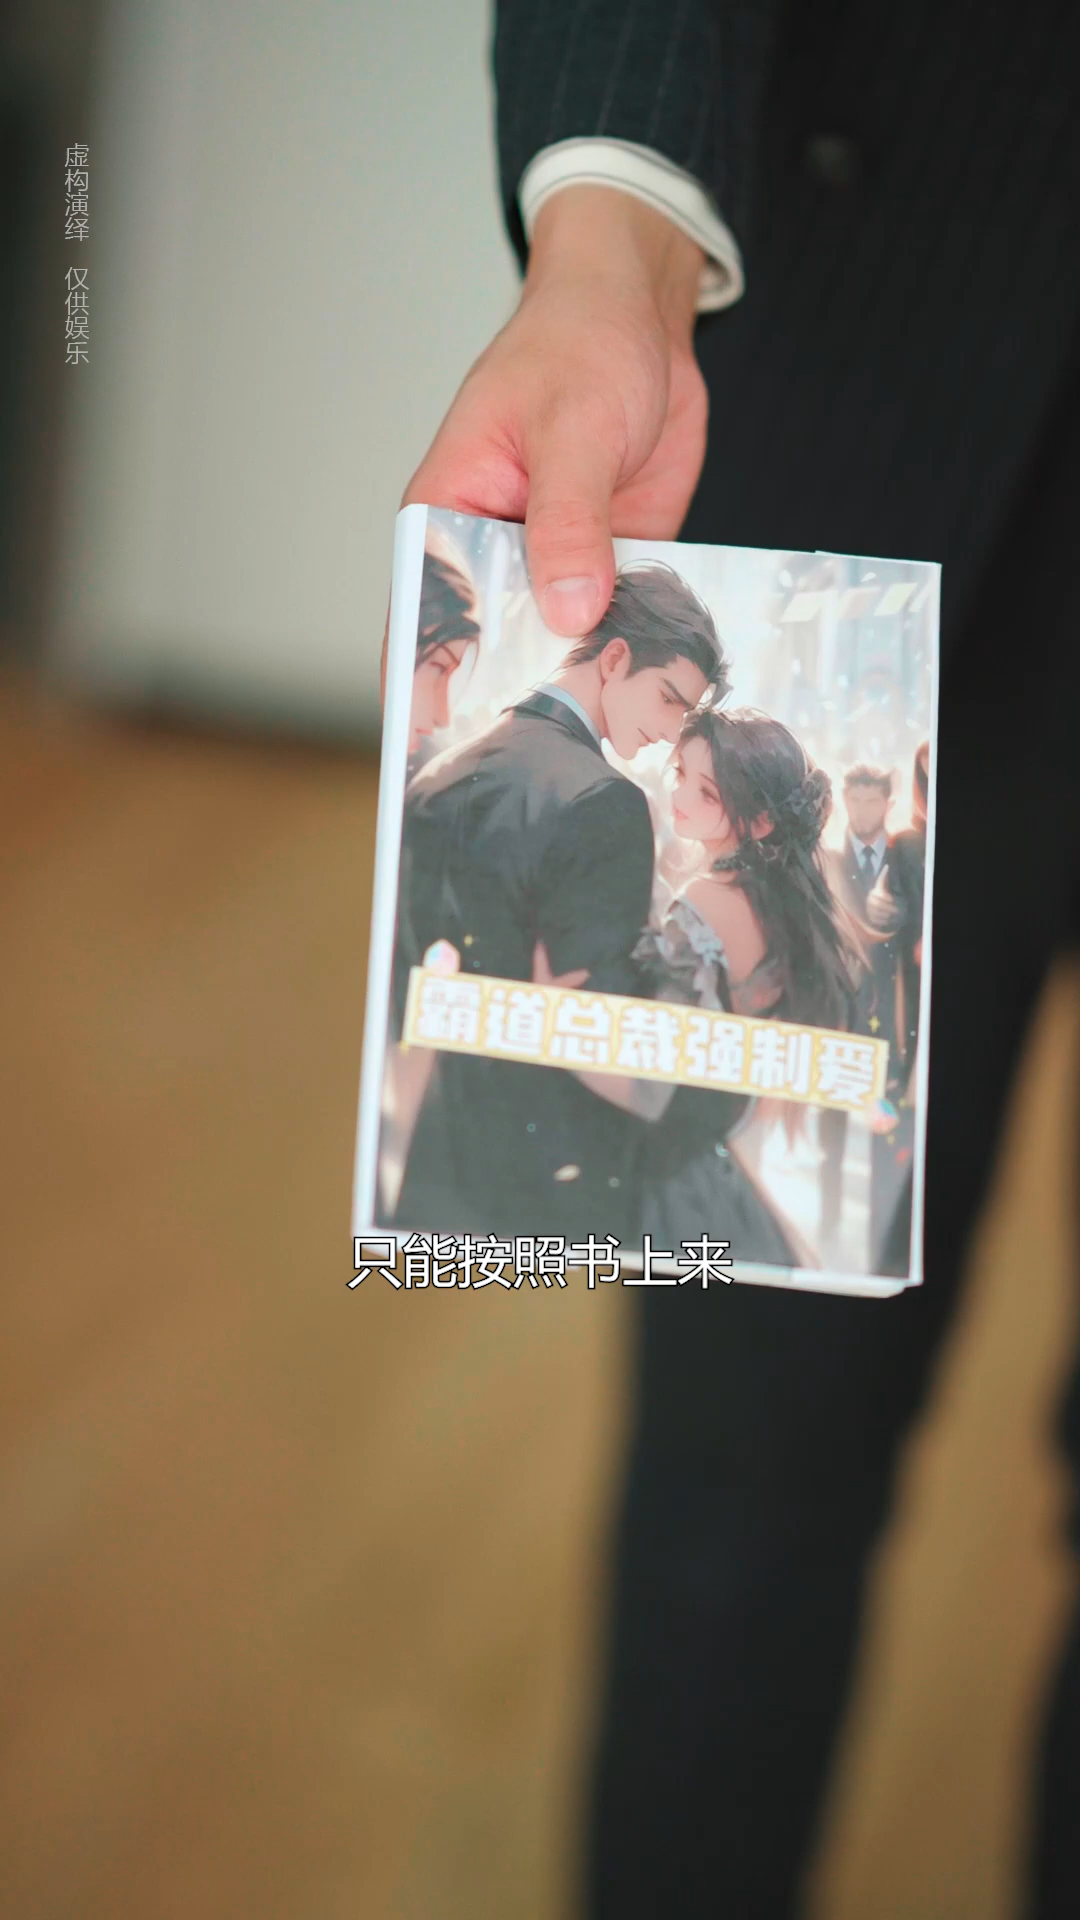 虚构演绎 仅供娱乐
霸道总裁强制爱
只能按照书上来